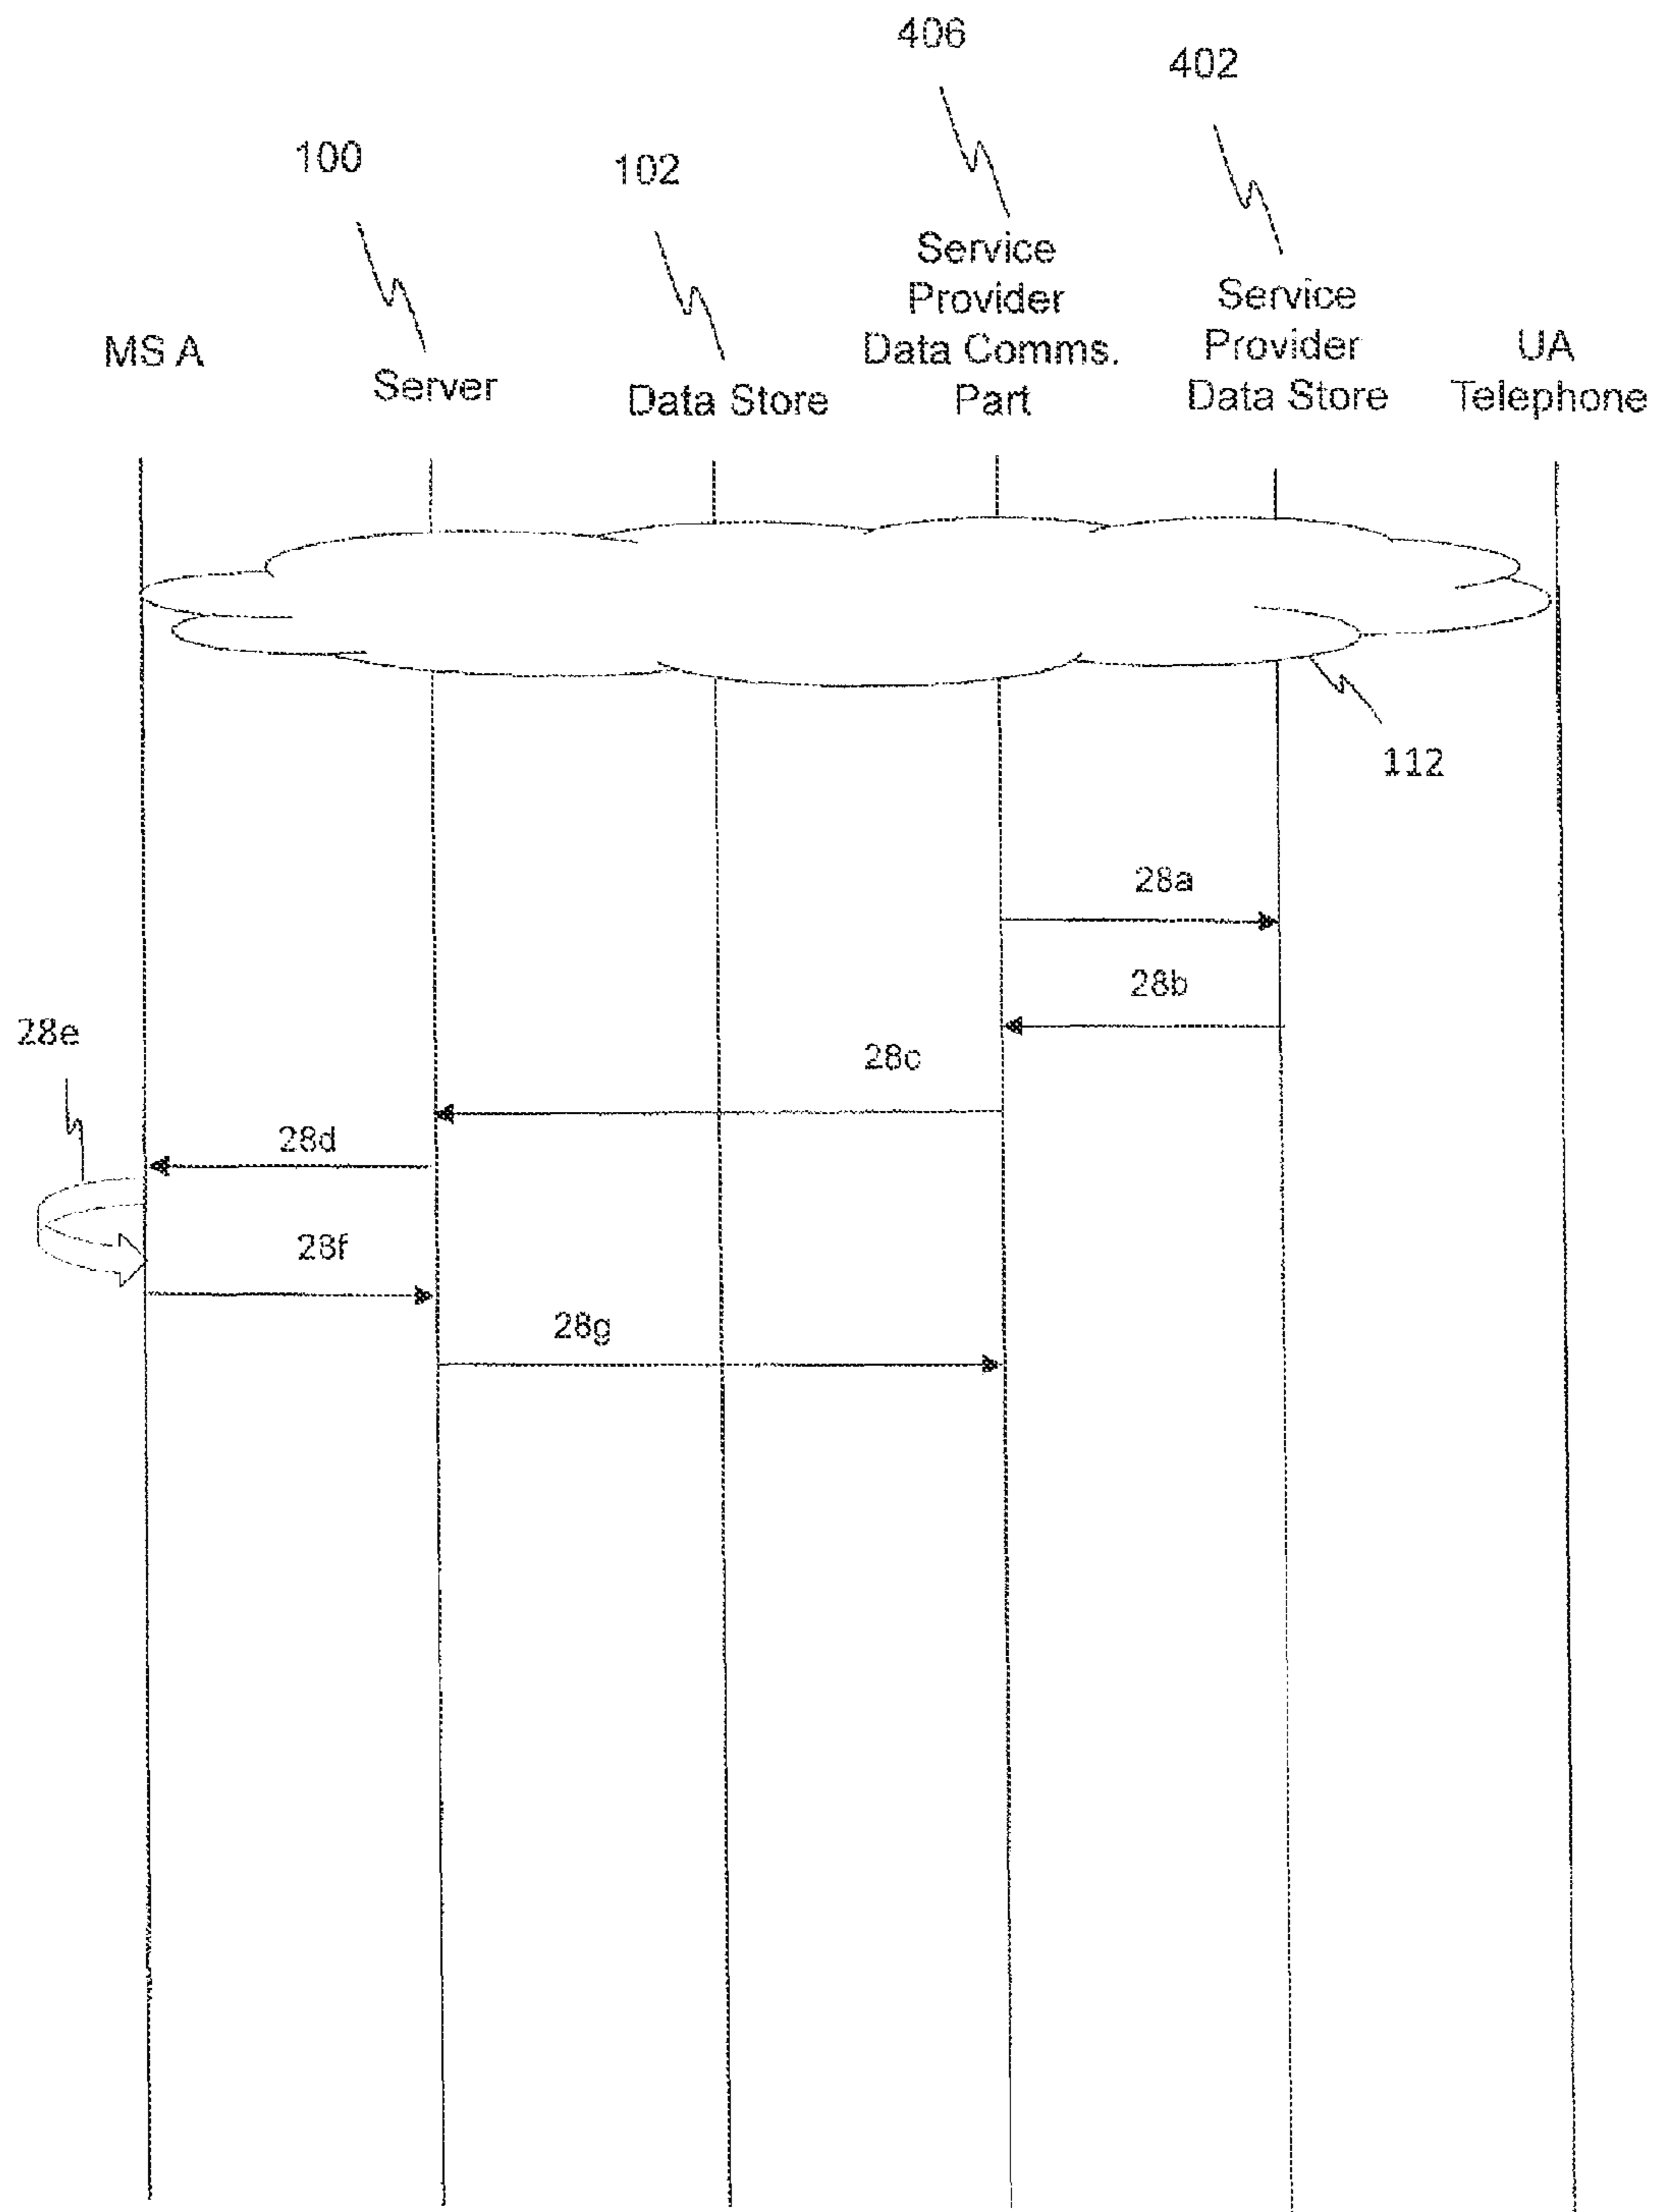 406
402
100
102
Service
Provider
Data Comms.
Part
Service
Provider
Data Store
MS A
Server
Data Store
UA
Telephone
112
28a
28b
28c
28e
28d
28f
28g